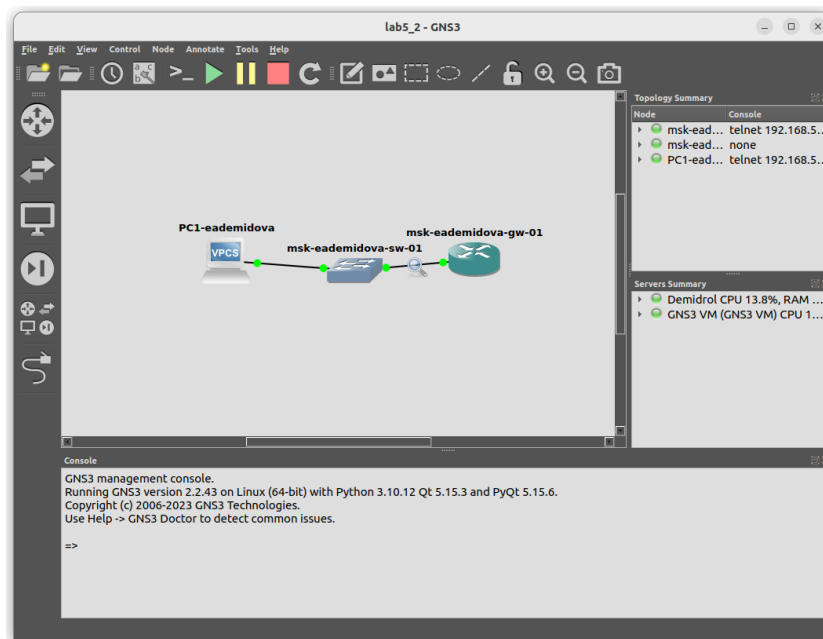 lab5_2 - GNS3
File Edit View Control Node Annotate Tools Help
Topology Summary
Node Console
msk-ead... telnet 192.168.5...
msk-ead... none
PC1-ead... telnet 192.168.5...
PC1-eademidova
msk-eademidova-sw-01
msk-eademidova-gw-01
VPCS
Servers Summary
Demidrol CPU 13.8%, RAM ...
GNS3 VM (GNS3 VM) CPU 1...
Console
GNS3 management console.
Running GNS3 version 2.2.43 on Linux (64-bit) with Python 3.10.12 Qt 5.15.3 and PyQt 5.15.6.
Copyright (c) 2006-2023 GNS3 Technologies.
Use Help -> GNS3 Doctor to detect common issues.
=>